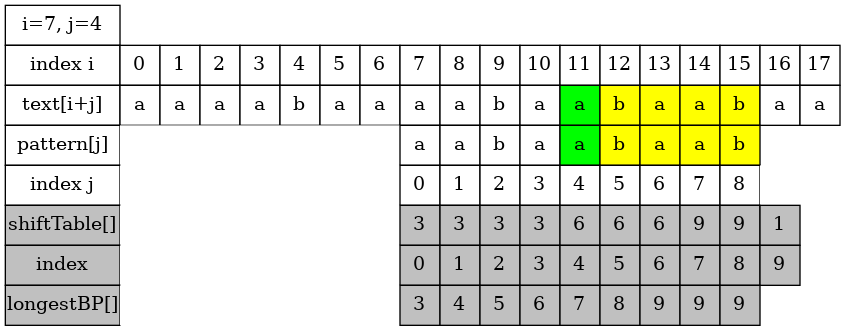 i=7, j=4
index i 0 1 2 3 4 5 6 7 8 9 10 11 12 13 14 15 16 17
text[i+j] a a a a b a a a a b a a b a a b a a
pattern[j] a a b a a b a a b
index j 0 1 2 3 4 5 6 7 8
shiftTable[] 3 3 3 3 6 6 6 9 9 1
index 0 1 2 3 4 5 6 7 8 9
longestBP[] 3 4 5 6 7 8 9 9 9